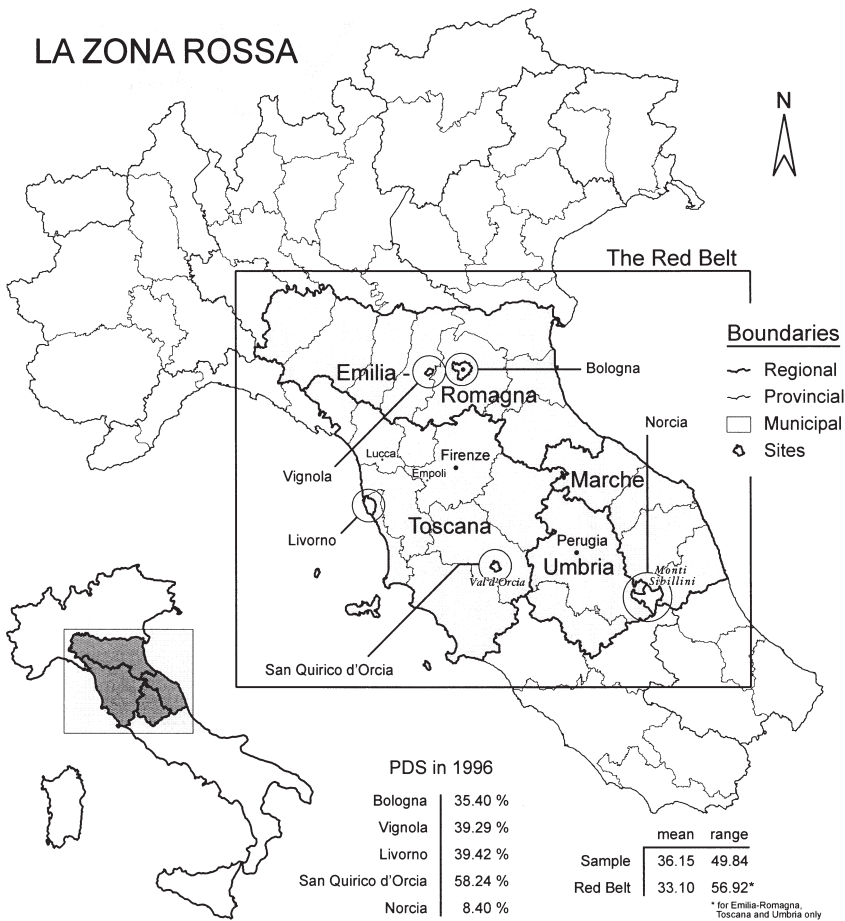 LA ZONA ROSSA
N
The Red Belt
Boundaries
Regional
Provincial
Municipal
Sites
Emilia -
Romagna
Bologna
Norcia
Vignola
Lucca
Firenze
Empoli
Marche
Livorno
Toscana
Perugia
Umbria
Monti
Sibillini
Val d'Orcia
San Quirico d'Orcia
PDS in 1996
Bologna 35.40 %
Vignola 39.29 %
Livorno 39.42 %
San Quirico d'Orcia 58.24 %
Norcia 8.40 %
mean range
Sample 36.15 49.84
Red Belt 33.10 56.92*
* for Emilia-Romagna,
Toscana and Umbria only